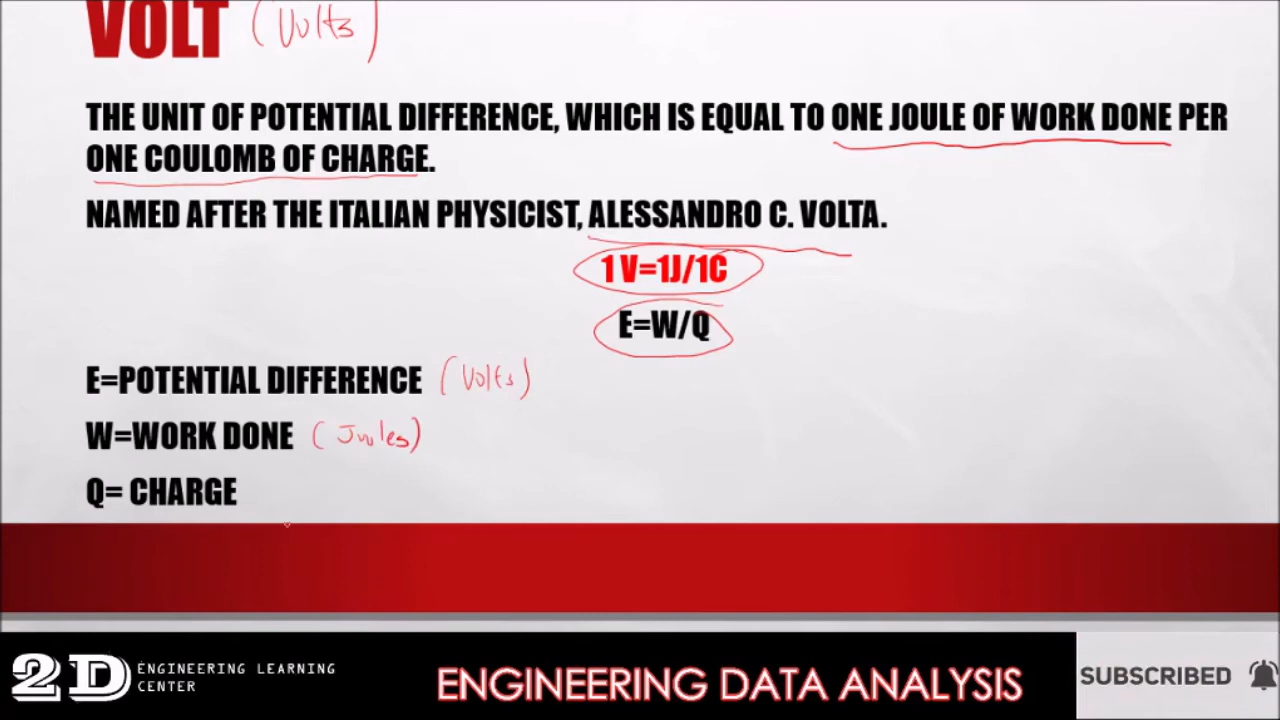 VOLT (Volts)
THE UNIT OF POTENTIAL DIFFERENCE, WHICH IS EQUAL TO ONE JOULE OF WORK DONE PER
ONE COULOMB OF CHARGE.
NAMED AFTER THE ITALIAN PHYSICIST, ALESSANDRO C. VOLTA.
1 V=1J/1C
E=W/Q
E=POTENTIAL DIFFERENCE (Volts)
W=WORK DONE (Joules)
Q= CHARGE
2D ENGINEERING LEARNING
CENTER
ENGINEERING DATA ANALYSIS
SUBSCRIBED